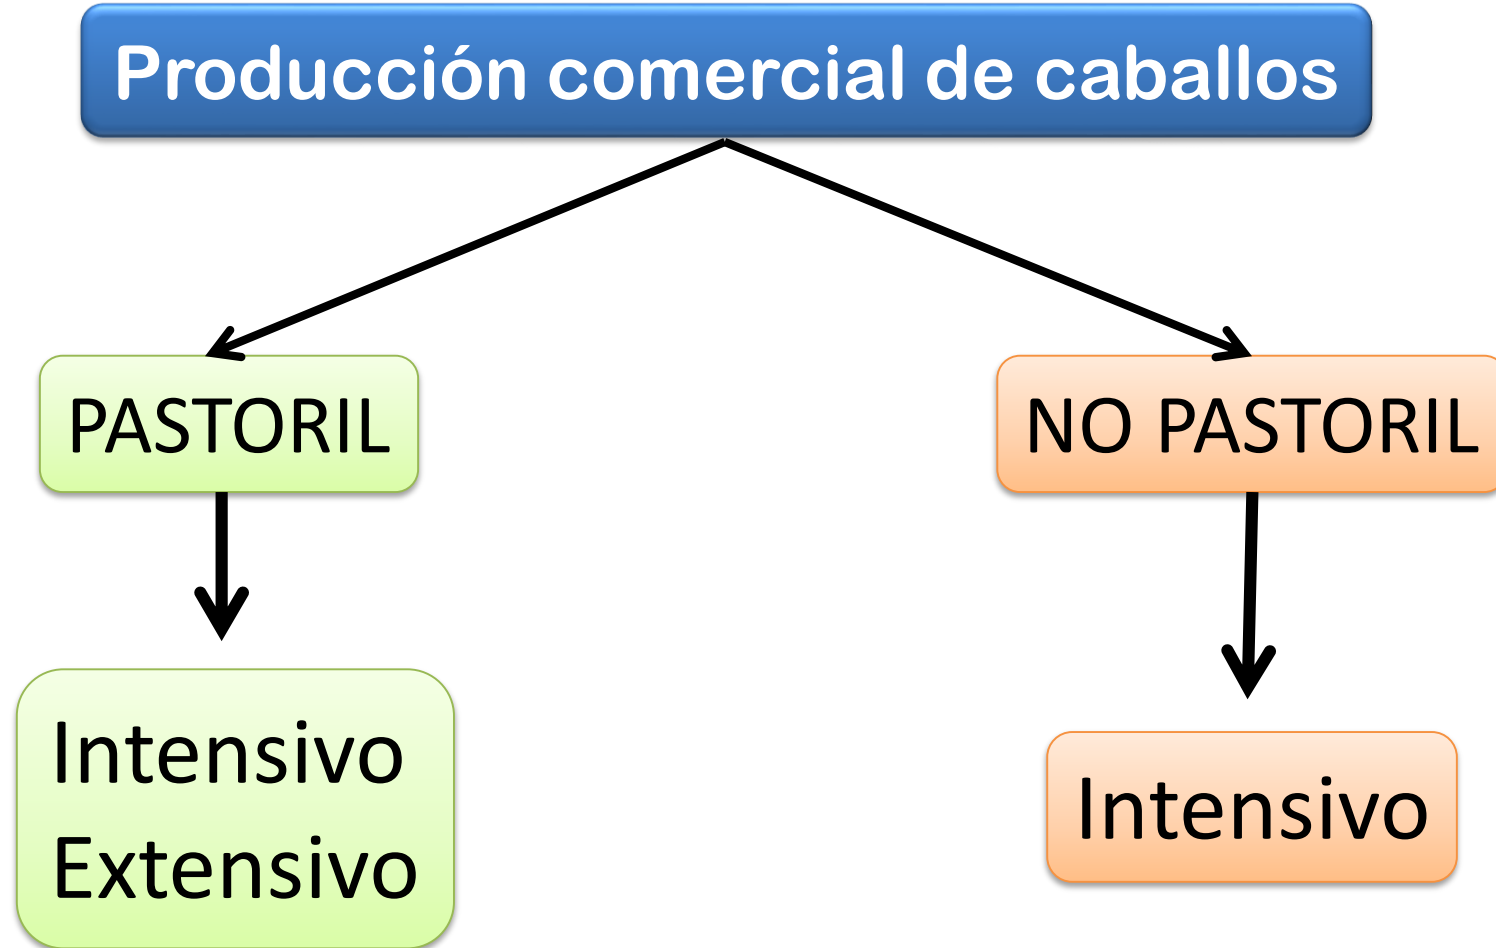 Producción comercial de caballos
PASTORIL
NO PASTORIL
Intensivo
Extensivo
Intensivo